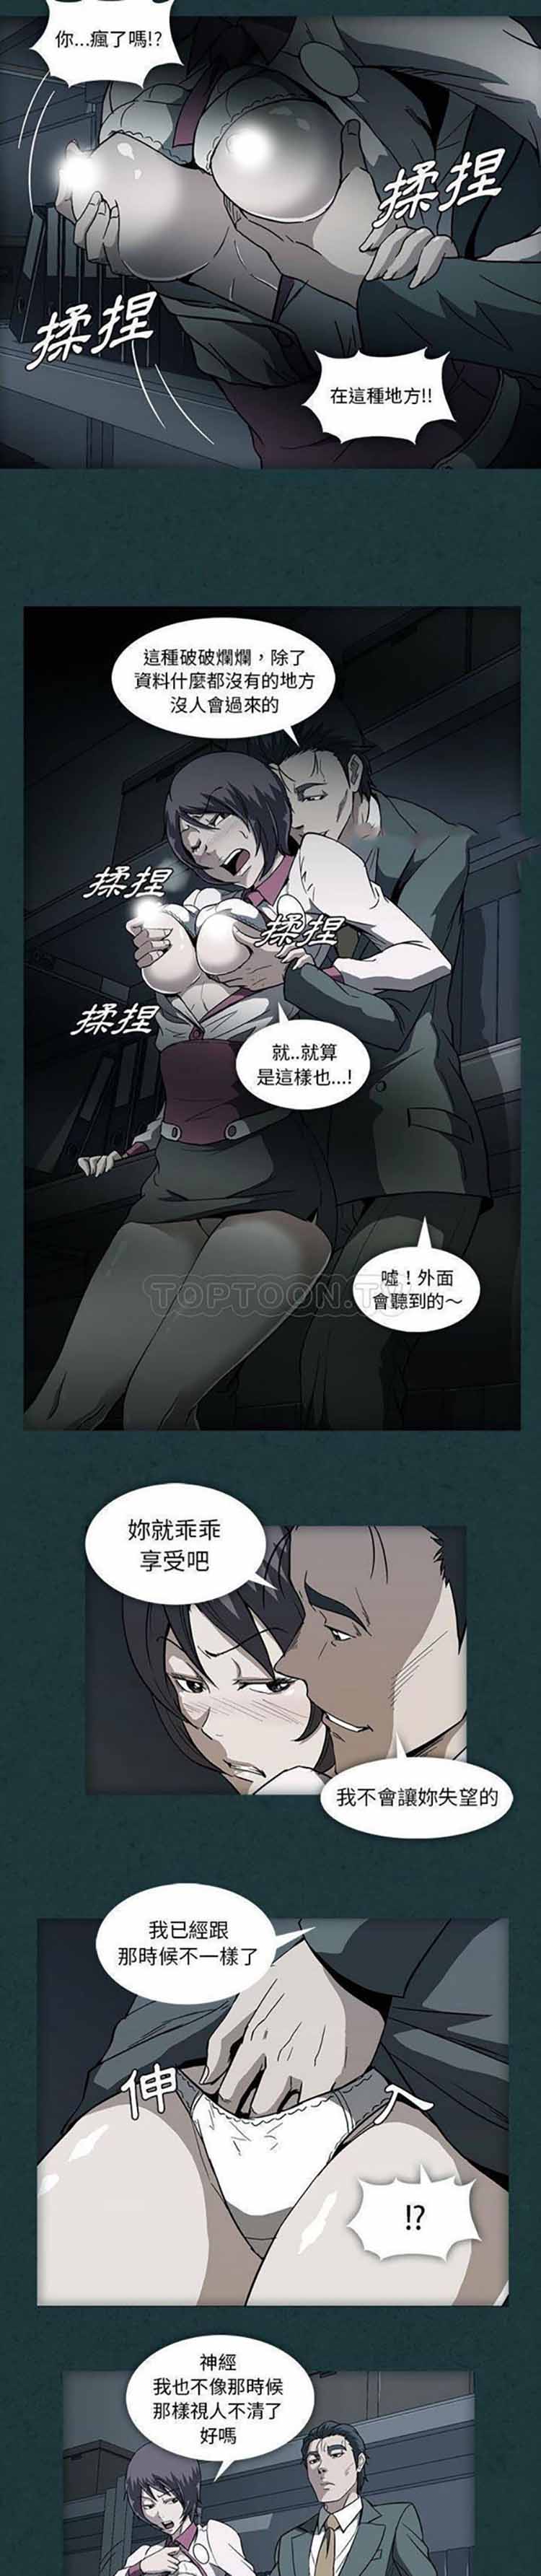 你...瘋了嗎!?
揉捏
揉捏
在這種地方!!
這種破破爛爛，除了
資料什麼都沒有的地方
沒人會過來的
揉捏
揉捏
揉捏
就..就算
是這樣也...!
噓！外面
會聽到的～
TOPTOON.TV
妳就乖乖
享受吧
我不會讓妳失望的
我已經跟
那時候不一樣了
伸
入
!?
神經
我也不像那時候
那樣視人不清了
好嗎